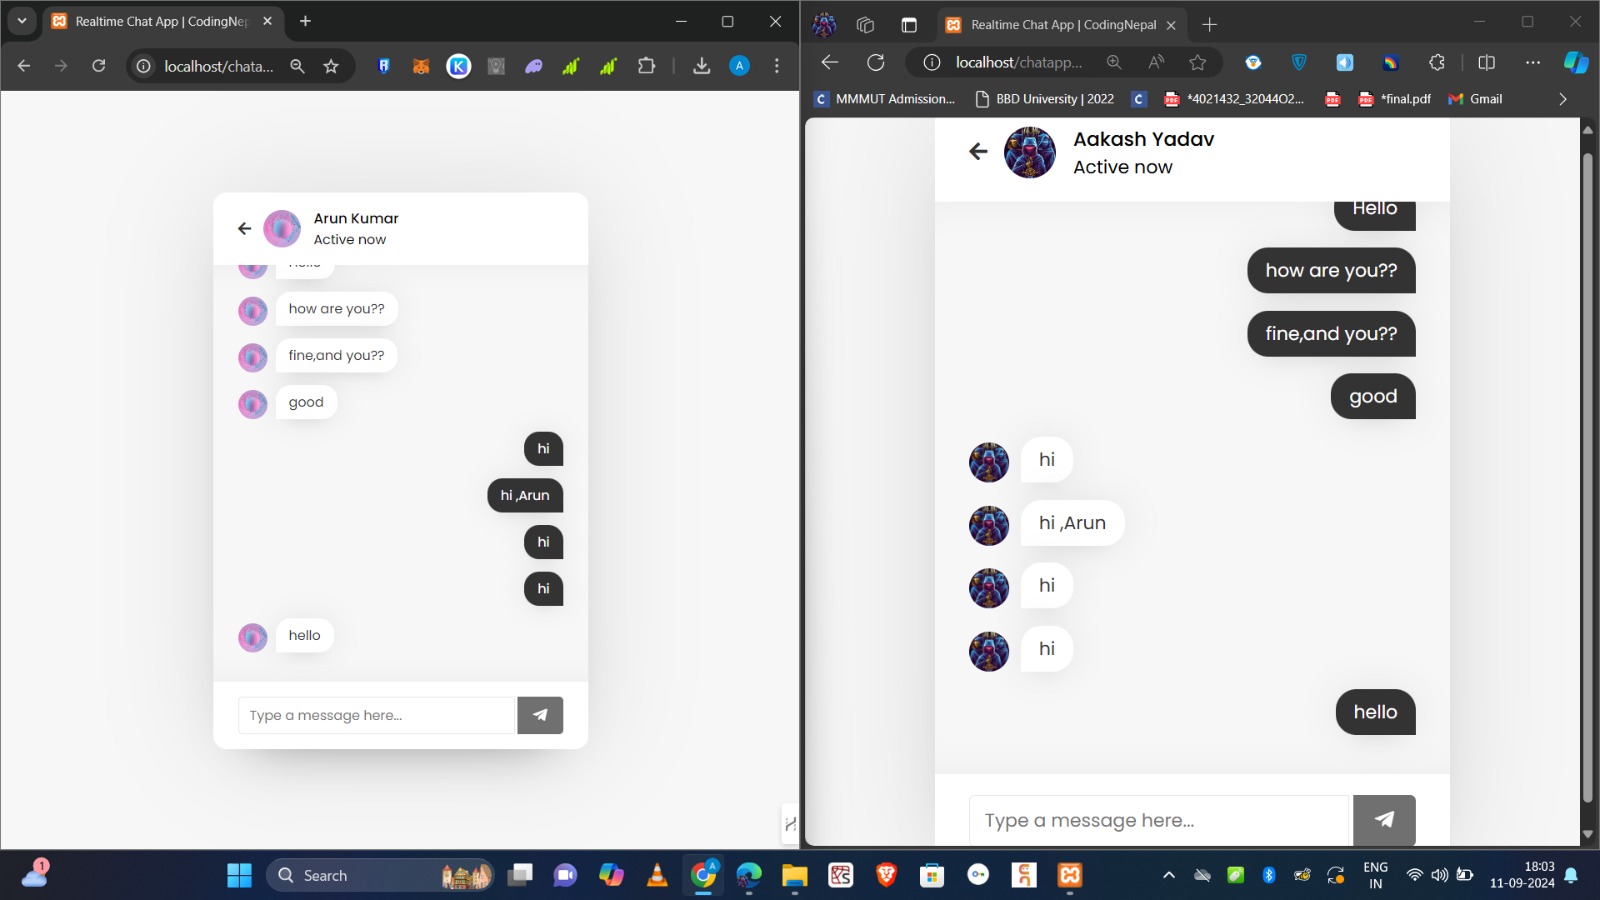 Realtime Chat App | CodingNep
localhost/chata...
A
Arun Kumar
Active now
how are you??
fine,and you??
good
hi
hi ,Arun
hi
hi
hello
Type a message here...
Realtime Chat App | CodingNepal
localhost/chatapp...
MMMUT Admission...
BBD University | 2022
*4021432_32044O2...
*final.pdf
Gmail
Aakash Yadav
Active now
Hello
how are you??
fine,and you??
good
hi
hi ,Arun
hi
hi
hello
Type a message here...
1
Search
A
ENG
IN
18:03
11-09-2024